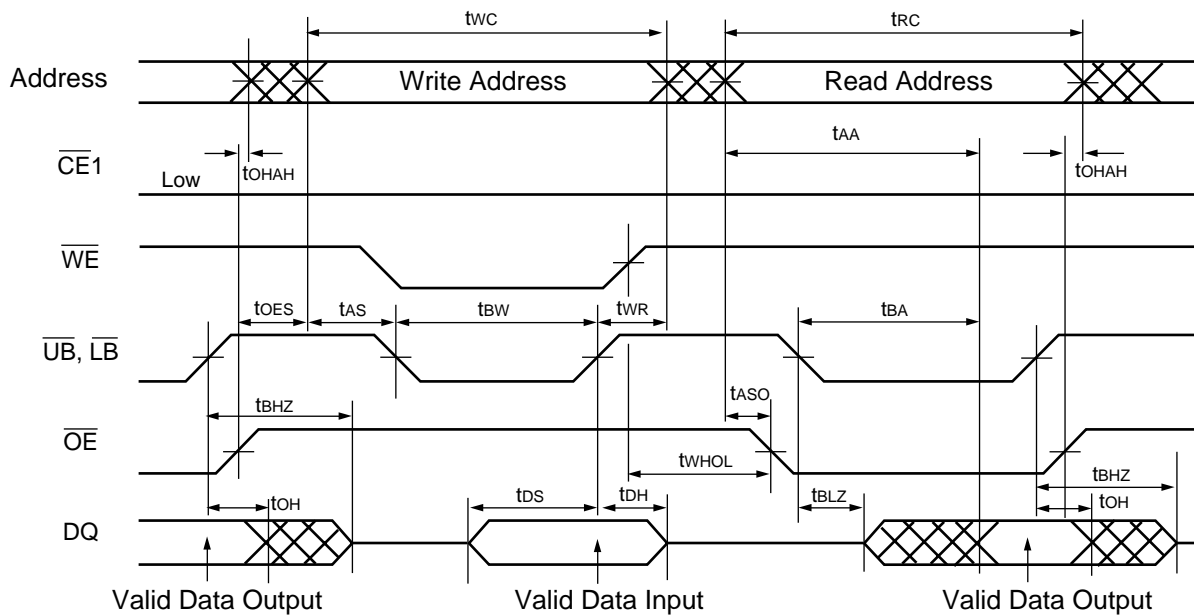 tWC tRC
Address Write Address Read Address
tAA
CE1 tOHAH tOHAH
Low
WE
tOES tAS tBW tWR tBA
UB, LB
tBHZ tASO
OE
tWHOL tBHZ
tOH tDS tDH tBLZ tOH
DQ
Valid Data Output Valid Data Input Valid Data Output